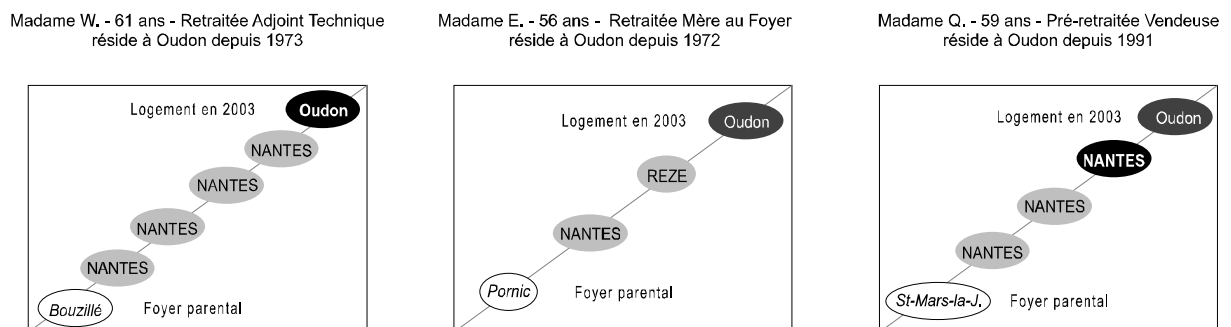 Madame W. - 61 ans - Retraitée Adjoint Technique
réside à Oudon depuis 1973
Logement en 2003
Oudon
NANTES
NANTES
NANTES
NANTES
Bouzillé
Foyer parental
Madame E. - 56 ans - Retraitée Mère au Foyer
réside à Oudon depuis 1972
Logement en 2003
Oudon
REZE
NANTES
Pornic
Foyer parental
Madame Q. - 59 ans - Pré-retraitée Vendeuse
réside à Oudon depuis 1991
Logement en 2003
Oudon
NANTES
NANTES
NANTES
St-Mars-la-J.
Foyer parental